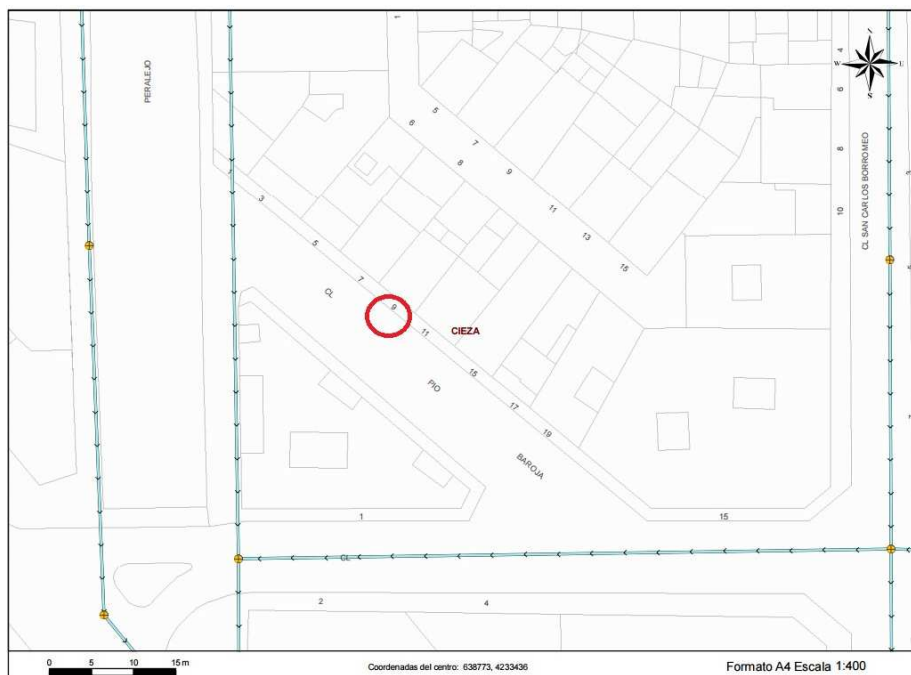 1
4
N
W
E
S
PERALEJO
5
6
6
7
8
8
9
CL SAN CARLOS BORROMEO
1
3
11
10
13
5
15
7
CL
9
11
CIEZA
15
PIO
17
19
BAROJA
1
15
CL
2
4
0 5 10 15 m
Coordenadas del centro: 638773, 4233436
Formato A4 Escala 1:400